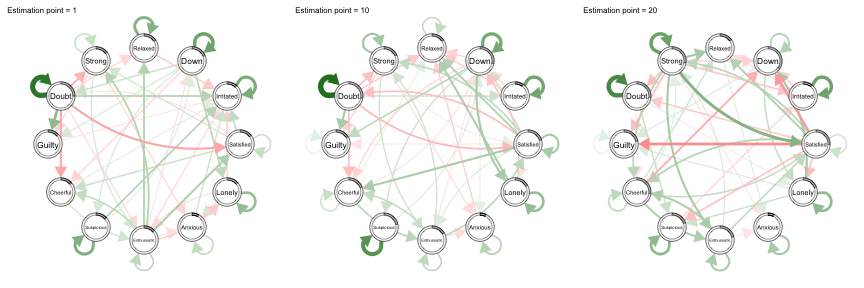 Estimation point = 1
Relaxed
Strong
Down
Doubt
Irritated
Guilty
Satisfied
Cheerful
Lonely
Suspicious
Anxious
Enthusiastic
Estimation point = 10
Relaxed
Strong
Down
Doubt
Irritated
Guilty
Satisfied
Cheerful
Lonely
Suspicious
Anxious
Enthusiastic
Estimation point = 20
Relaxed
Strong
Down
Doubt
Irritated
Guilty
Satisfied
Cheerful
Lonely
Suspicious
Anxious
Enthusiastic